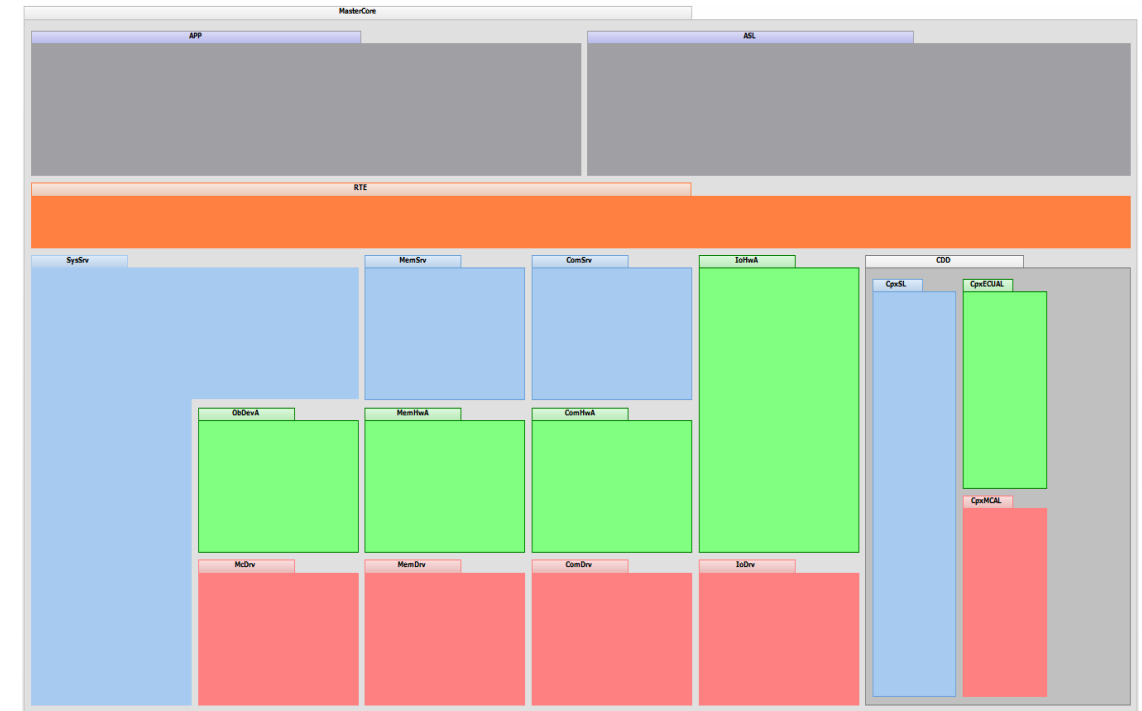 MasterCore
APP
ASL
RTE
SysSrv
MemSrv
ComSrv
IoHwA
CDD
CpxSL
CpxECUAL
ObDevA
MemHwA
ComHwA
CpxMCAL
McDrv
MemDrv
ComDrv
IoDrv